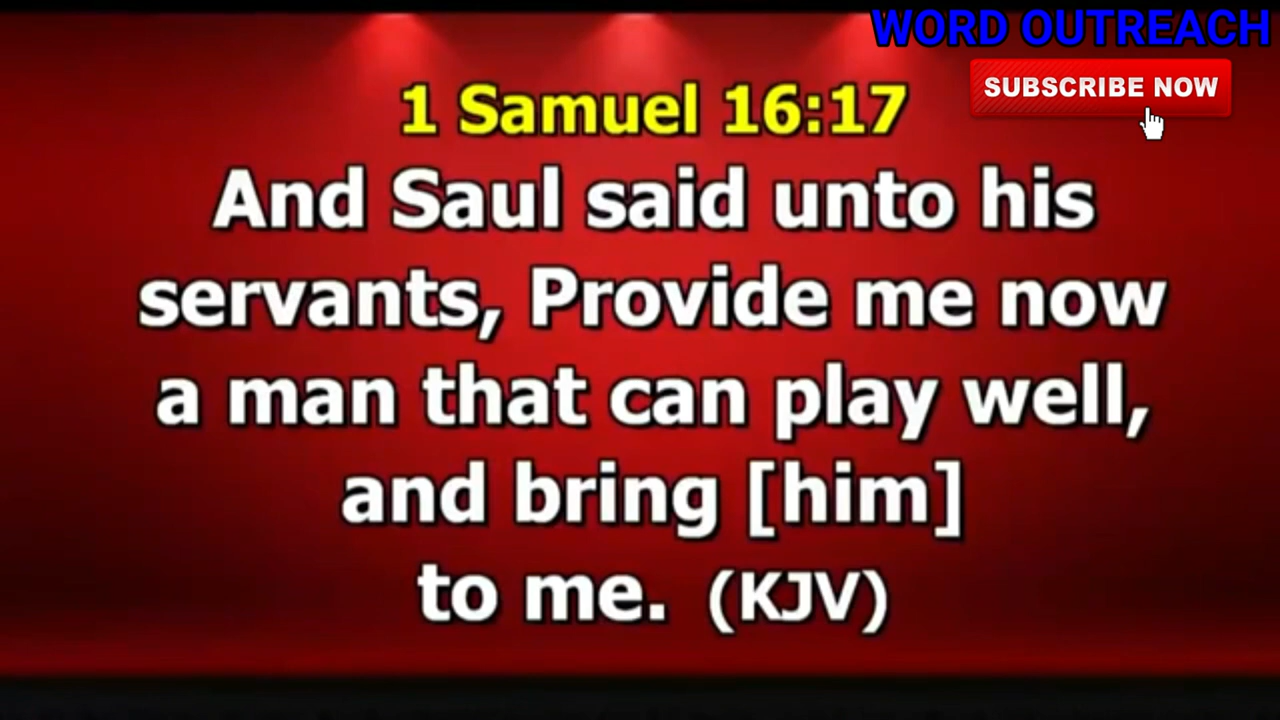 WORD OUTREACH
SUBSCRIBE NOW
1 Samuel 16:17
And Saul said unto his
servants, Provide me now
a man that can play well,
and bring [him]
to me. (KJV)